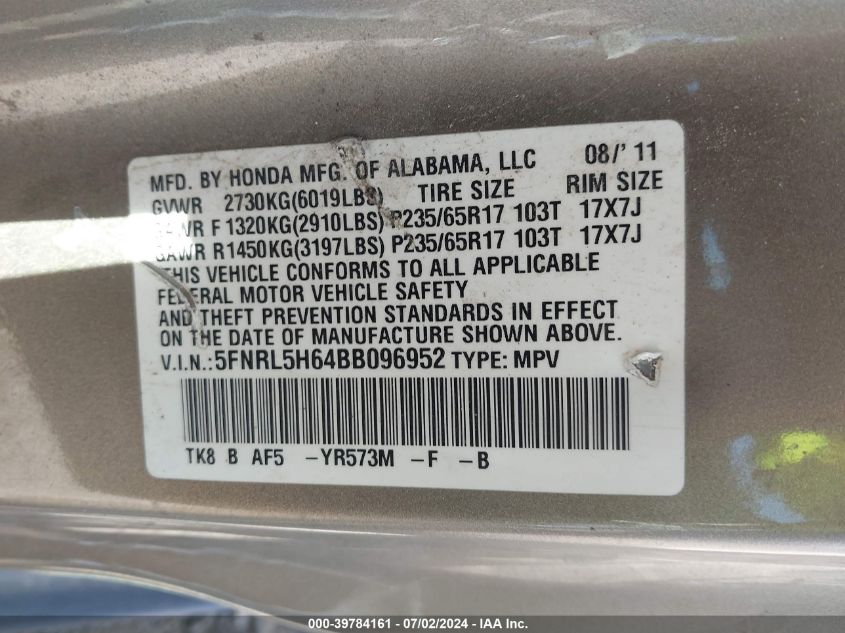 MFD. BY HONDA MFG. OF ALABAMA, LLC 08/'11
GVWR 2730KG(6019LBS) TIRE SIZE RIM SIZE
GAWR F 1320KG(2910LBS) P235/65R17 103T 17X7J
GAWR R1450KG(3197LBS) P235/65R17 103T 17X7J
THIS VEHICLE CONFORMS TO ALL APPLICABLE
FEDERAL MOTOR VEHICLE SAFETY
AND THEFT PREVENTION STANDARDS IN EFFECT
ON THE DATE OF MANUFACTURE SHOWN ABOVE.
V.I.N.:5FNRL5H64BB096952 TYPE: MPV
TK8 B AF5 -YR573M -F -B
000-39784161 - 07/02/2024 - IAA Inc.